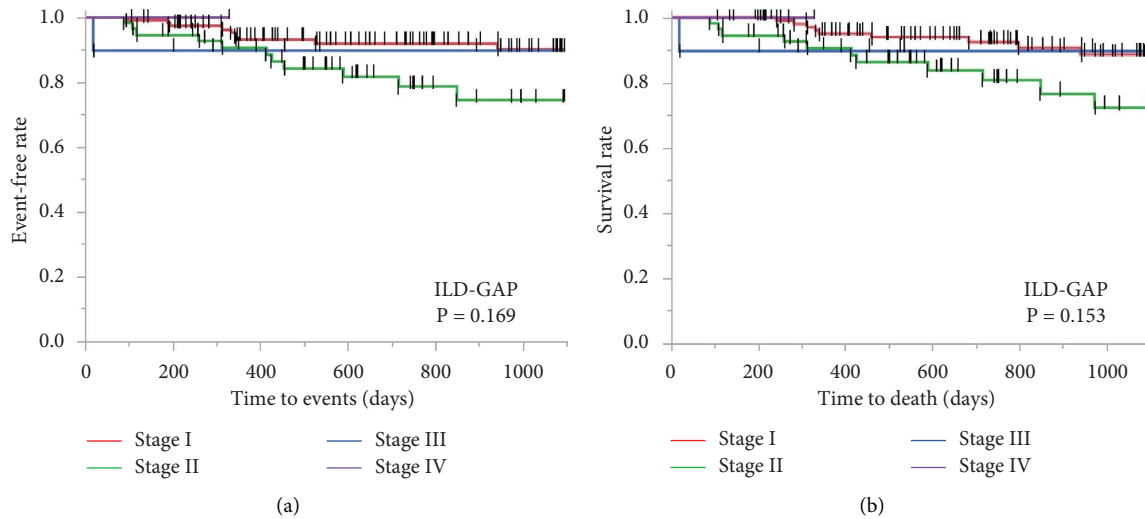 1.0
0.8
0.6
0.4
0.2
0.0
Event-free rate
ILD-GAP
P = 0.169
0 200 400 600 800 1000
Time to events (days)
Stage I
Stage II
Stage III
Stage IV
(a)
1.0
0.8
0.6
0.4
0.2
0.0
Survival rate
ILD-GAP
P = 0.153
0 200 400 600 800 1000
Time to death (days)
Stage I
Stage II
Stage III
Stage IV
(b)